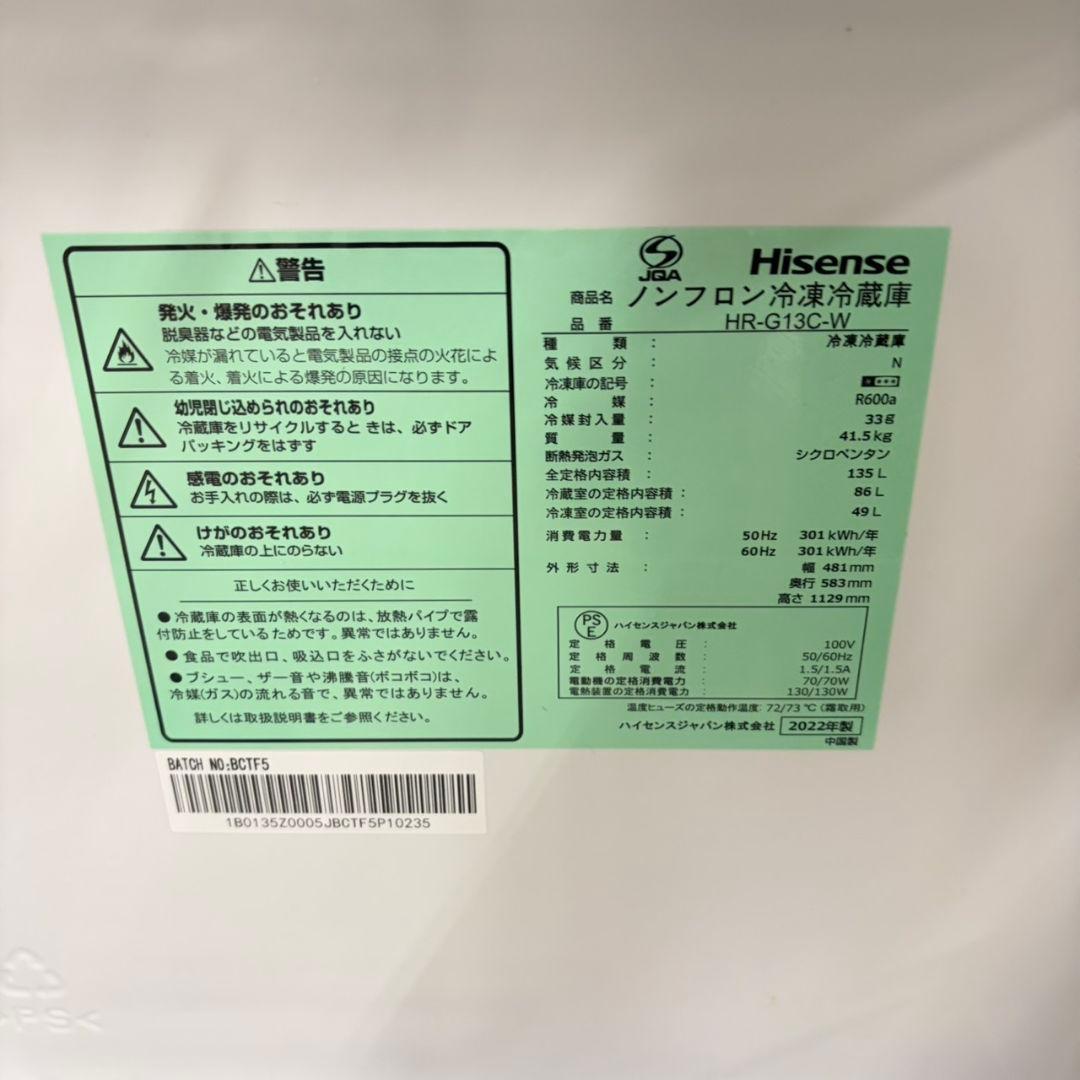 ⚠警告
発火・爆発のおそれあり
脱臭器などの電気製品を入れない
冷媒が漏れていると電気製品の接点の火花によ
る着火、着火による爆発の原因になります。
幼児閉じ込められのおそれあり
冷蔵庫をリサイクルすると きは、必ずドア
パッキングをはずす
感電のおそれあり
お手入れの際は、必ず電源プラグを抜く
けがのおそれあり
冷蔵庫の上にのらない
正しくお使いいただくために
●冷蔵庫の表面が熱くなるのは、放熱パイプで露
付防止をしているためです。異常ではありません。
●食品で吹出口、吸込口をふさがないでください。
●ブシュー、ザー音や沸騰音(ボコボコ)は、
冷媒(ガス)の流れる音で、異常ではありません。
詳しくは取扱説明書をご参照ください。
JQA
Hisense
商品名 ノンフロン冷凍冷蔵庫
品番 HR-G13C-W
種類 : 冷凍冷蔵庫
気候区分 : N
冷凍庫の記号 :
冷媒 : R600a
冷媒封入量 : 33g
質量 : 41.5kg
断熱発泡ガス : シクロペンタン
全定格内容積 : 135L
冷蔵室の定格内容積 : 86L
冷凍室の定格内容積 : 49L
消費電力量 : 50Hz 301kWh/年
60Hz 301kWh/年
外形寸法 : 幅 481mm
奥行 583mm
高さ 1129mm
PSE ハイセンスジャパン株式会社
定格電圧 : 100V
定格周波数 : 50/60Hz
定格電流 : 1.5/1.5A
電動機の定格消費電力 : 70/70W
電熱装置の定格消費電力 : 130/130W
温度ヒューズの定格動作温度: 72/73℃(霜取用)
ハイセンスジャパン株式会社 2022年製
中国製
BATCH NO:BCTF5
1B0135Z0005JBCTF5P10235
>PS<